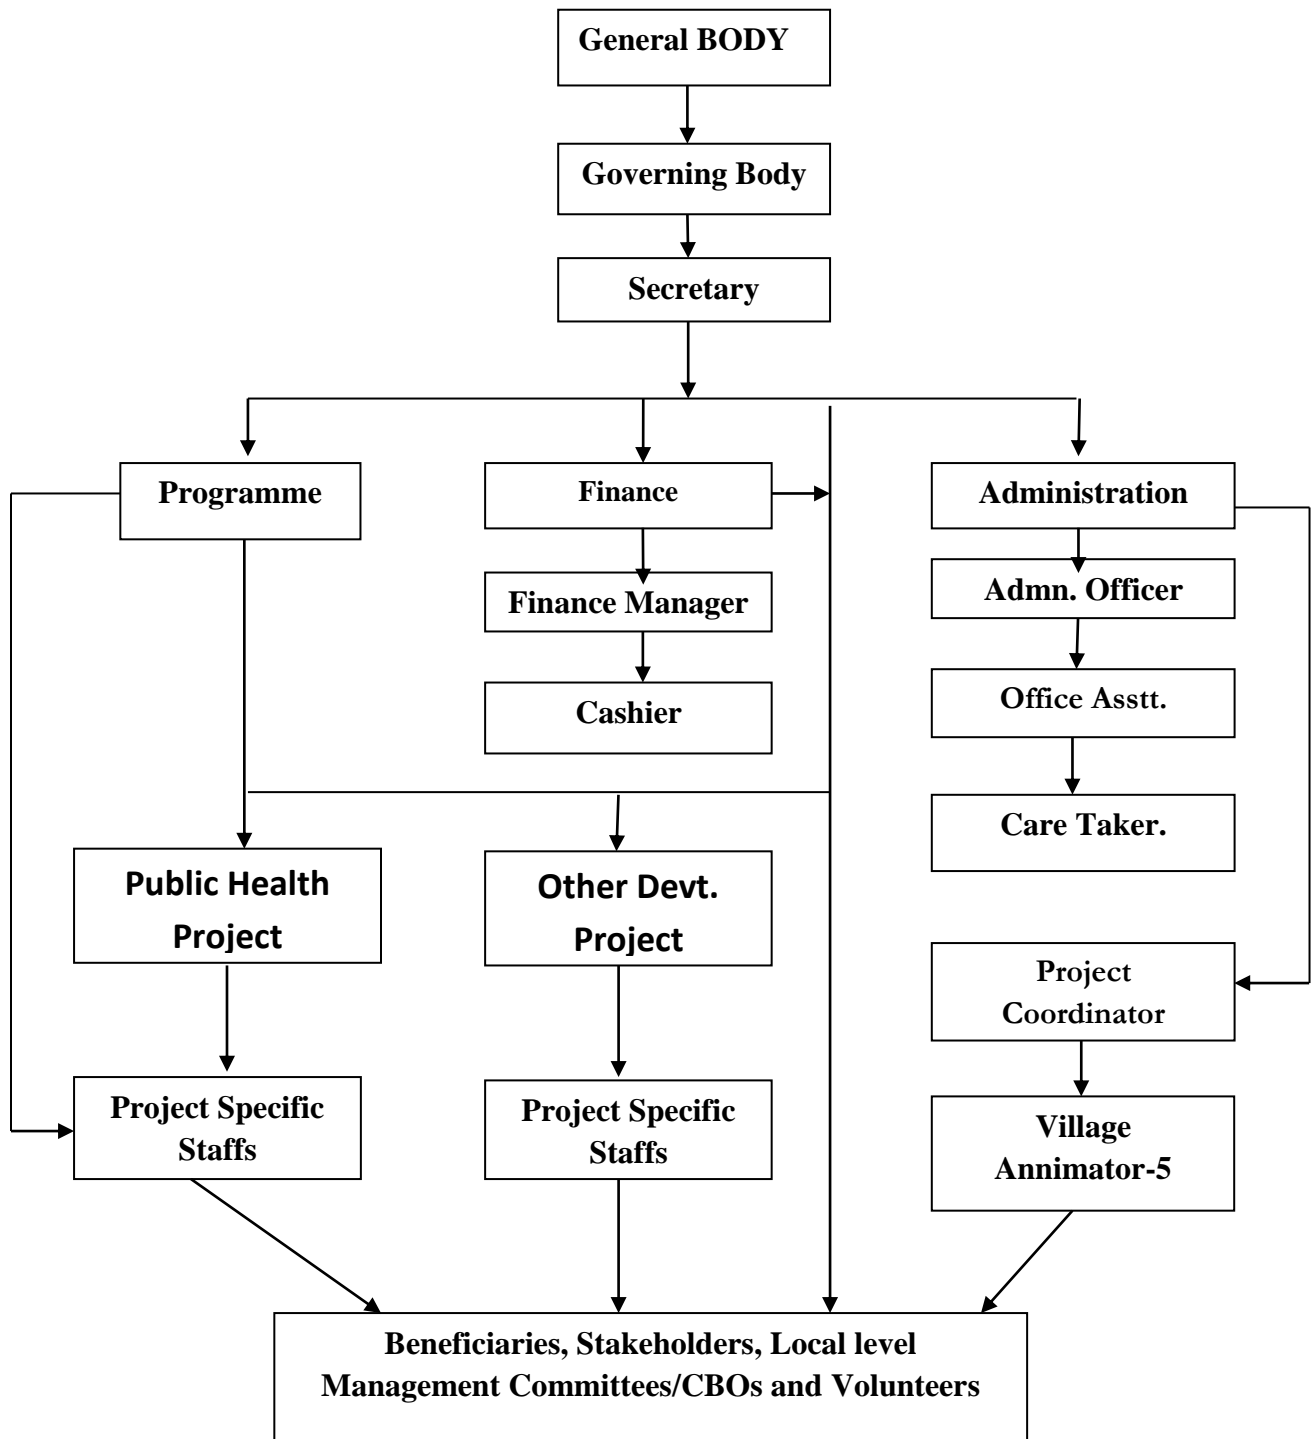 General BODY
Governing Body
Secretary
Programme
Finance
Administration
Finance Manager
Admn. Officer
Cashier
Office Asstt.
Care Taker.
Public Health
Project
Other Devt.
Project
Project
Coordinator
Project Specific
Staffs
Project Specific
Staffs
Village
Annimator-5
Beneficiaries, Stakeholders, Local level
Management Committees/CBOs and Volunteers